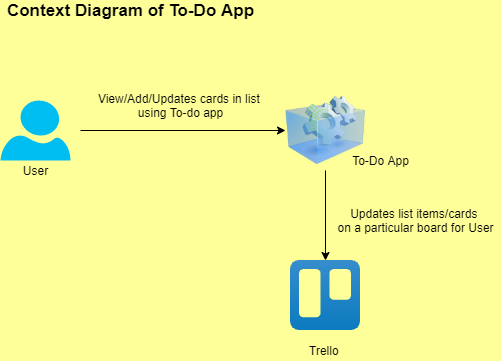 Context Diagram of To-Do App
View/Add/Updates cards in list
using To-do app
User
To-Do App
Updates list items/cards
on a particular board for User
Trello